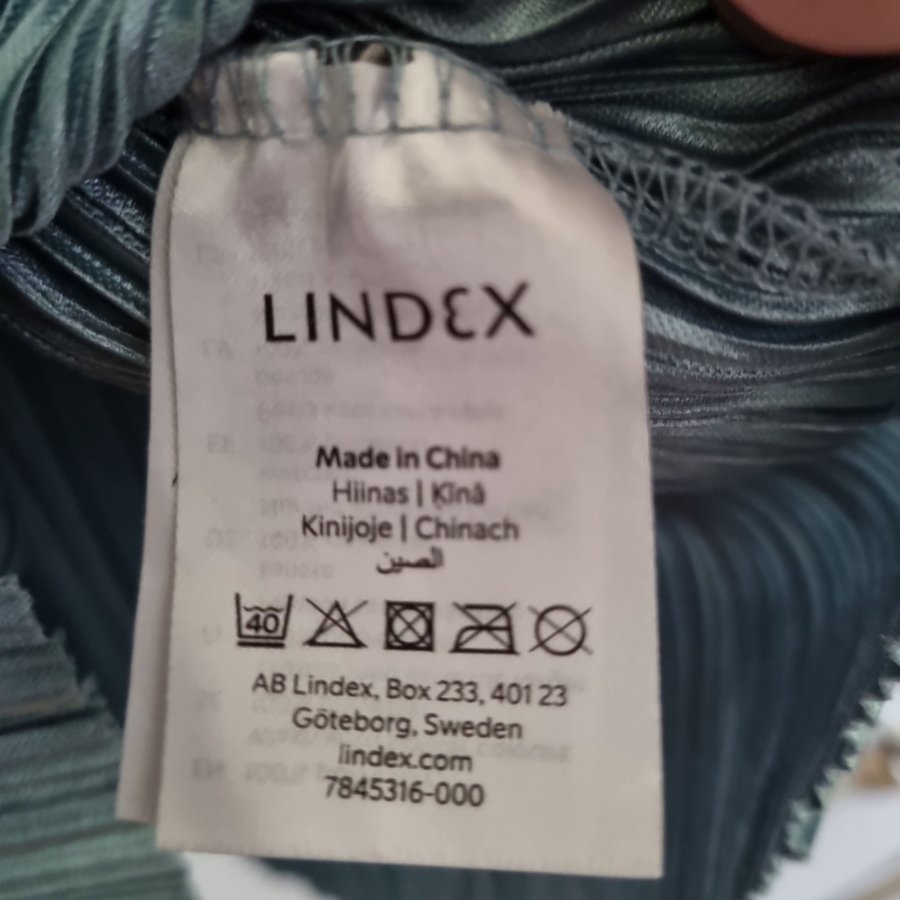 LINDEX
Made in China
Hiinas | Ķīnā
Kinijoje | Chinach
الصين
40
AB Lindex, Box 233, 401 23
Göteborg, Sweden
lindex.com
7845316-000